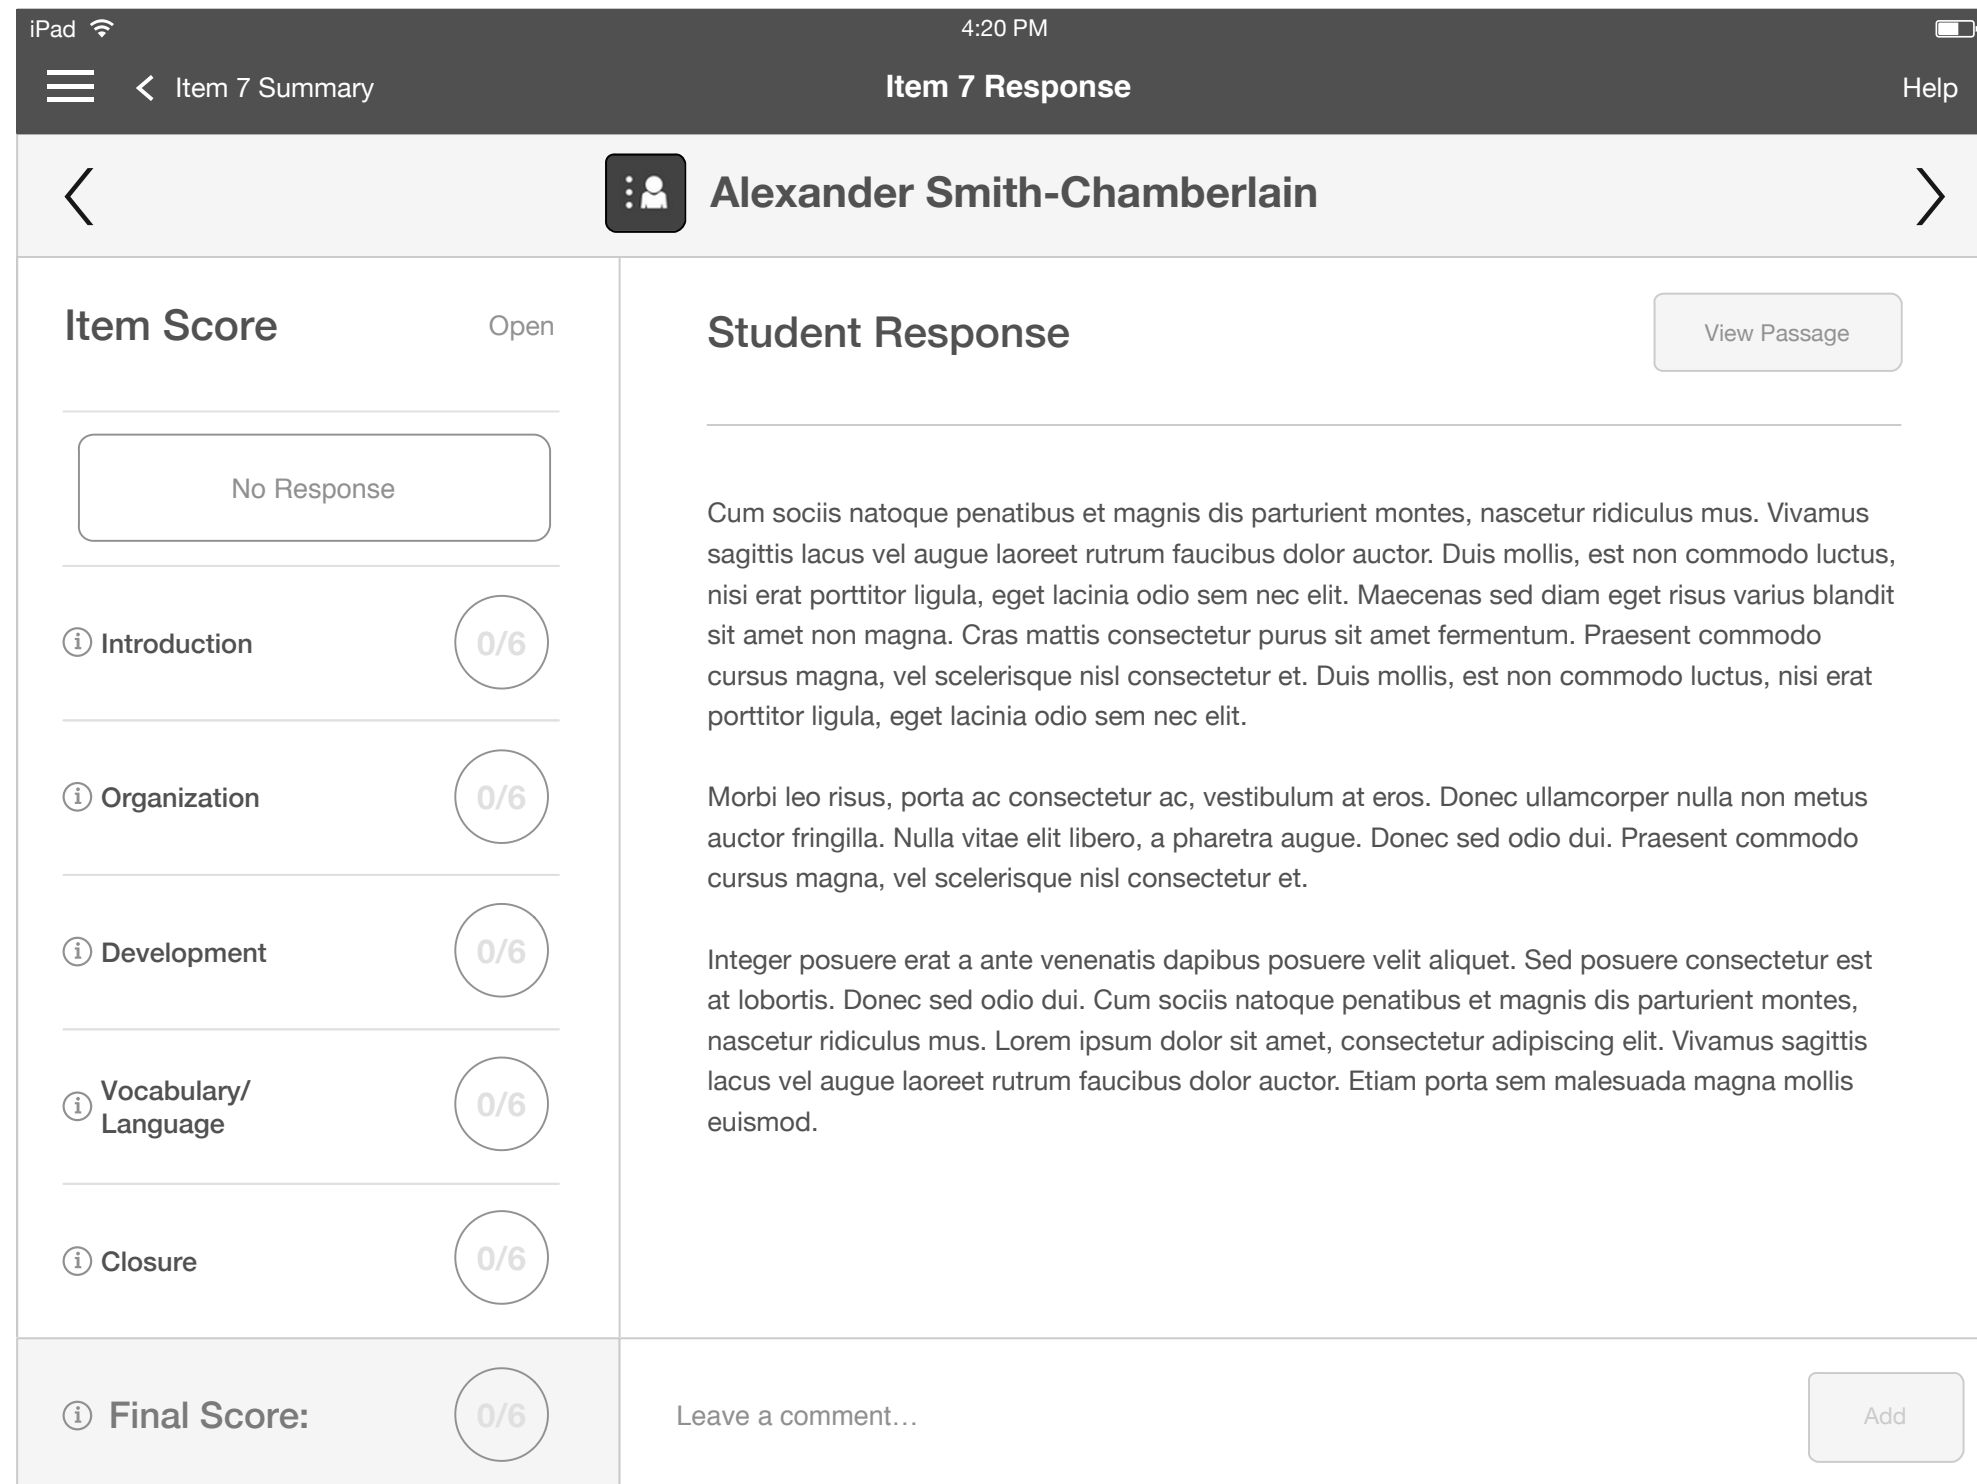 iPad
4:20 PM
Item 7 Summary
Item 7 Response
Help
Alexander Smith-Chamberlain
Item Score
Open
No Response
Introduction
0/6
Organization
0/6
Development
0/6
Vocabulary/
Language
0/6
Closure
0/6
Final Score:
0/6
Student Response
View Passage
Cum sociis natoque penatibus et magnis dis parturient montes, nascetur ridiculus mus. Vivamus
sagittis lacus vel augue laoreet rutrum faucibus dolor auctor. Duis mollis, est non commodo luctus,
nisi erat porttitor ligula, eget lacinia odio sem nec elit. Maecenas sed diam eget risus varius blandit
sit amet non magna. Cras mattis consectetur purus sit amet fermentum. Praesent commodo
cursus magna, vel scelerisque nisl consectetur et. Duis mollis, est non commodo luctus, nisi erat
porttitor ligula, eget lacinia odio sem nec elit.
Morbi leo risus, porta ac consectetur ac, vestibulum at eros. Donec ullamcorper nulla non metus
auctor fringilla. Nulla vitae elit libero, a pharetra augue. Donec sed odio dui. Praesent commodo
cursus magna, vel scelerisque nisl consectetur et.
Integer posuere erat a ante venenatis dapibus posuere velit aliquet. Sed posuere consectetur est
at lobortis. Donec sed odio dui. Cum sociis natoque penatibus et magnis dis parturient montes,
nascetur ridiculus mus. Lorem ipsum dolor sit amet, consectetur adipiscing elit. Vivamus sagittis
lacus vel augue laoreet rutrum faucibus dolor auctor. Etiam porta sem malesuada magna mollis
euismod.
Leave a comment…
Add